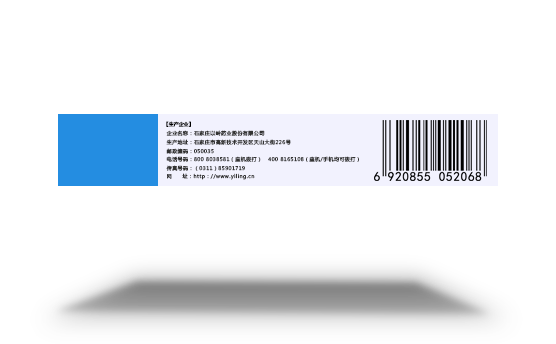 【生产企业】
企业名称：石家庄以岭药业股份有限公司
生产地址：石家庄市高新技术开发区天山大街226号
邮政编码：050035
电话号码：800 8038581（座机拨打） 400 8165108（座机/手机均可拨打）
传真号码：（0311）85901719
网 址：http://www.yiling.cn
6 920855 052068